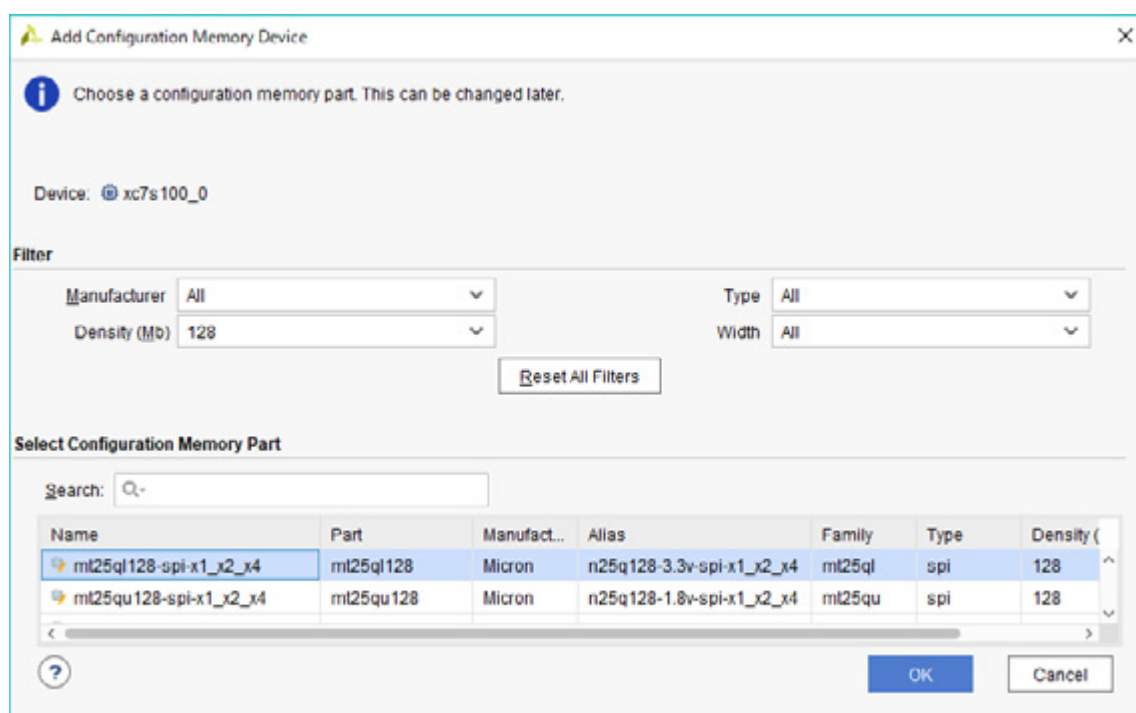 Add Configuration Memory Device
Choose a configuration memory part. This can be changed later.
Device: xc7s100_0
Filter
Manufacturer All Type All
Density (Mb) 128 Width All
Reset All Filters
Select Configuration Memory Part
Search:
Name Part Manufact... Alias Family Type Density (
mt25ql128-spi-x1_x2_x4 mt25ql128 Micron n25q128-3.3v-spi-x1_x2_x4 mt25ql spi 128
mt25qu128-spi-x1_x2_x4 mt25qu128 Micron n25q128-1.8v-spi-x1_x2_x4 mt25qu spi 128
? OK Cancel